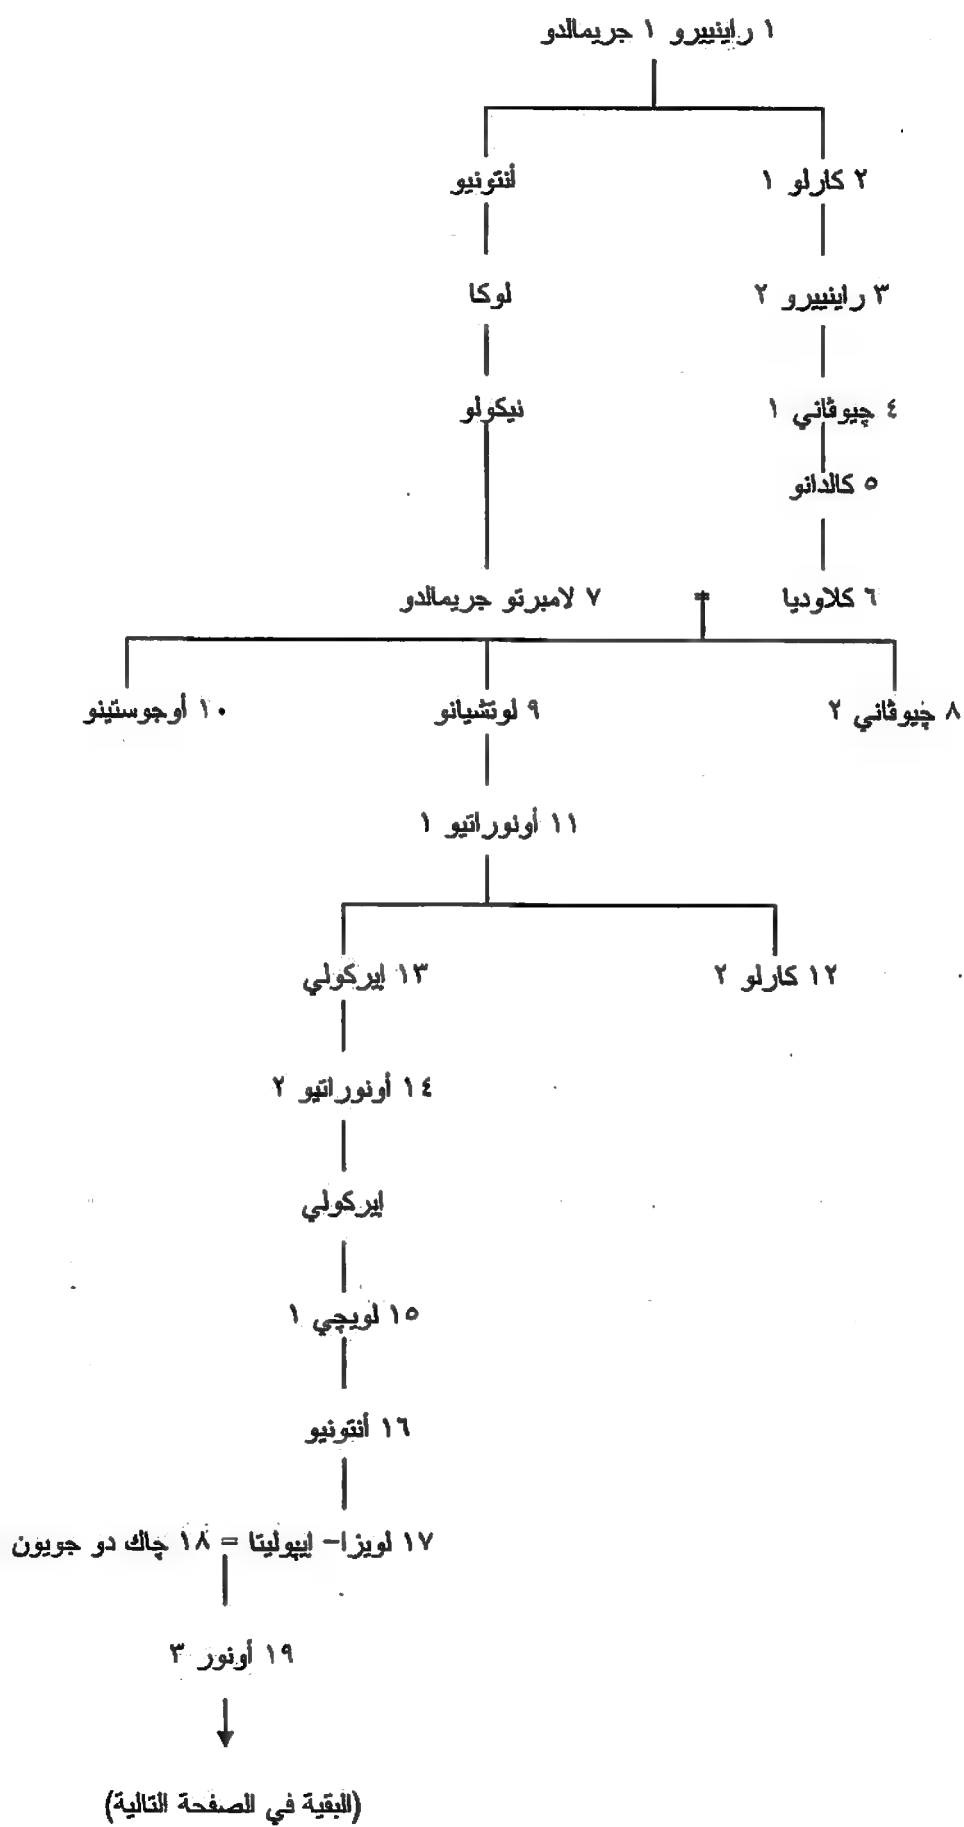 ١ راينييرو ١ جريمالدو
٢ كارلو ١
أنتونيو
٣ راينييرو ٢
لوكا
٤ چيوڤاني ١
نيكولو
٥ كالدانو
٦ كلاوديا = ٧ لامبرتو جريمالدو
٨ چيوڤاني ٢
٩ لوتشيانو
١٠ أوجوستينو
١١ أونوراتيو ١
١٢ كارلو ٢
١٣ إيركولي
١٤ أونوراتيو ٢
إيركولي
١٥ لويچي ١
١٦ أنتونيو
١٧ لويزا- إيپوليتا = ١٨ چاك دو جويون
١٩ أونور ٣
(البقية في الصفحة التالية)